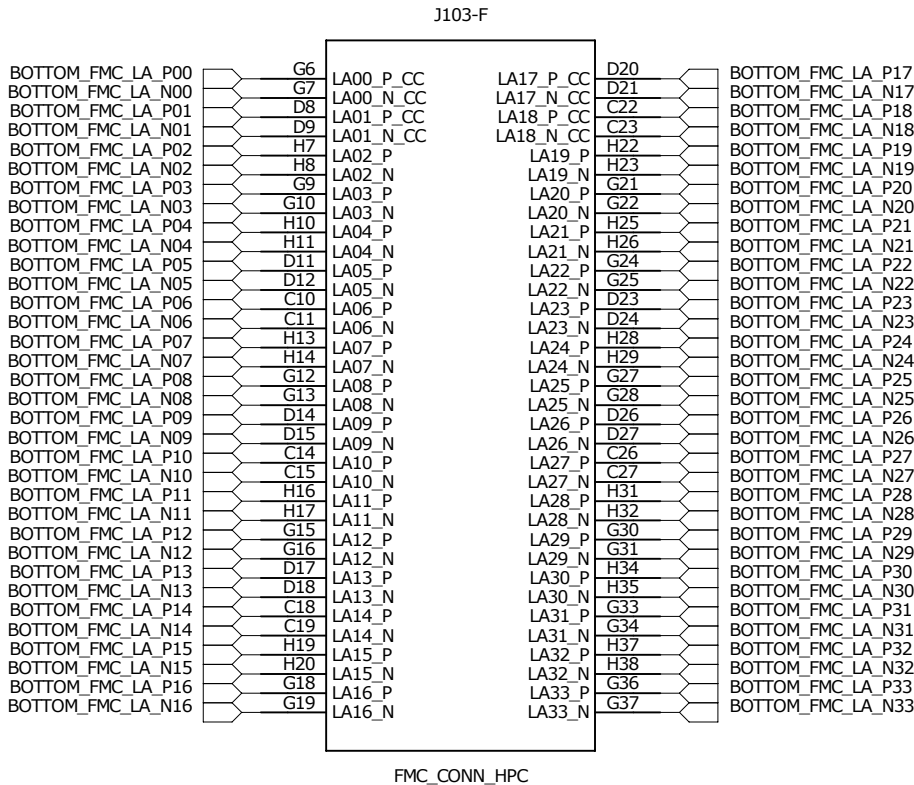 J103-F
BOTTOM_FMC_LA_P00 G6 LA00_P_CC LA17_P_CC D20 BOTTOM_FMC_LA_P17
BOTTOM_FMC_LA_N00 G7 LA00_N_CC LA17_N_CC D21 BOTTOM_FMC_LA_N17
BOTTOM_FMC_LA_P01 D8 LA01_P_CC LA18_P_CC C22 BOTTOM_FMC_LA_P18
BOTTOM_FMC_LA_N01 D9 LA01_N_CC LA18_N_CC C23 BOTTOM_FMC_LA_N18
BOTTOM_FMC_LA_P02 H7 LA02_P LA19_P H22 BOTTOM_FMC_LA_P19
BOTTOM_FMC_LA_N02 H8 LA02_N LA19_N H23 BOTTOM_FMC_LA_N19
BOTTOM_FMC_LA_P03 G9 LA03_P LA20_P G21 BOTTOM_FMC_LA_P20
BOTTOM_FMC_LA_N03 G10 LA03_N LA20_N G22 BOTTOM_FMC_LA_N20
BOTTOM_FMC_LA_P04 H10 LA04_P LA21_P H25 BOTTOM_FMC_LA_P21
BOTTOM_FMC_LA_N04 H11 LA04_N LA21_N H26 BOTTOM_FMC_LA_N21
BOTTOM_FMC_LA_P05 D11 LA05_P LA22_P G24 BOTTOM_FMC_LA_P22
BOTTOM_FMC_LA_N05 D12 LA05_N LA22_N G25 BOTTOM_FMC_LA_N22
BOTTOM_FMC_LA_P06 C10 LA06_P LA23_P D23 BOTTOM_FMC_LA_P23
BOTTOM_FMC_LA_N06 C11 LA06_N LA23_N D24 BOTTOM_FMC_LA_N23
BOTTOM_FMC_LA_P07 H13 LA07_P LA24_P H28 BOTTOM_FMC_LA_P24
BOTTOM_FMC_LA_N07 H14 LA07_N LA24_N H29 BOTTOM_FMC_LA_N24
BOTTOM_FMC_LA_P08 G12 LA08_P LA25_P G27 BOTTOM_FMC_LA_P25
BOTTOM_FMC_LA_N08 G13 LA08_N LA25_N G28 BOTTOM_FMC_LA_N25
BOTTOM_FMC_LA_P09 D14 LA09_P LA26_P D26 BOTTOM_FMC_LA_P26
BOTTOM_FMC_LA_N09 D15 LA09_N LA26_N D27 BOTTOM_FMC_LA_N26
BOTTOM_FMC_LA_P10 C14 LA10_P LA27_P C26 BOTTOM_FMC_LA_P27
BOTTOM_FMC_LA_N10 C15 LA10_N LA27_N C27 BOTTOM_FMC_LA_N27
BOTTOM_FMC_LA_P11 H16 LA11_P LA28_P H31 BOTTOM_FMC_LA_P28
BOTTOM_FMC_LA_N11 H17 LA11_N LA28_N H32 BOTTOM_FMC_LA_N28
BOTTOM_FMC_LA_P12 G15 LA12_P LA29_P G30 BOTTOM_FMC_LA_P29
BOTTOM_FMC_LA_N12 G16 LA12_N LA29_N G31 BOTTOM_FMC_LA_N29
BOTTOM_FMC_LA_P13 D17 LA13_P LA30_P H34 BOTTOM_FMC_LA_P30
BOTTOM_FMC_LA_N13 D18 LA13_N LA30_N H35 BOTTOM_FMC_LA_N30
BOTTOM_FMC_LA_P14 C18 LA14_P LA31_P G33 BOTTOM_FMC_LA_P31
BOTTOM_FMC_LA_N14 C19 LA14_N LA31_N G34 BOTTOM_FMC_LA_N31
BOTTOM_FMC_LA_P15 H19 LA15_P LA32_P H37 BOTTOM_FMC_LA_P32
BOTTOM_FMC_LA_N15 H20 LA15_N LA32_N H38 BOTTOM_FMC_LA_N32
BOTTOM_FMC_LA_P16 G18 LA16_P LA33_P G36 BOTTOM_FMC_LA_P33
BOTTOM_FMC_LA_N16 G19 LA16_N LA33_N G37 BOTTOM_FMC_LA_N33
FMC_CONN_HPC